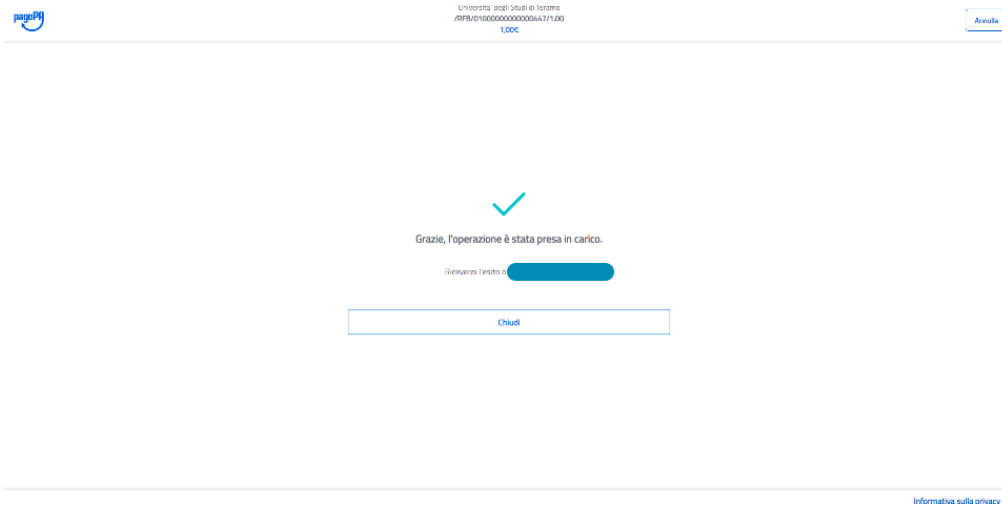 pagoPA
Universita' degli Studi di Teramo
/RFB/01000000000000447/1.00
1,00€
Annulla
Grazie, l'operazione è stata presa in carico.
Riceverai l'esito a
Chiudi
Informativa sulla privacy